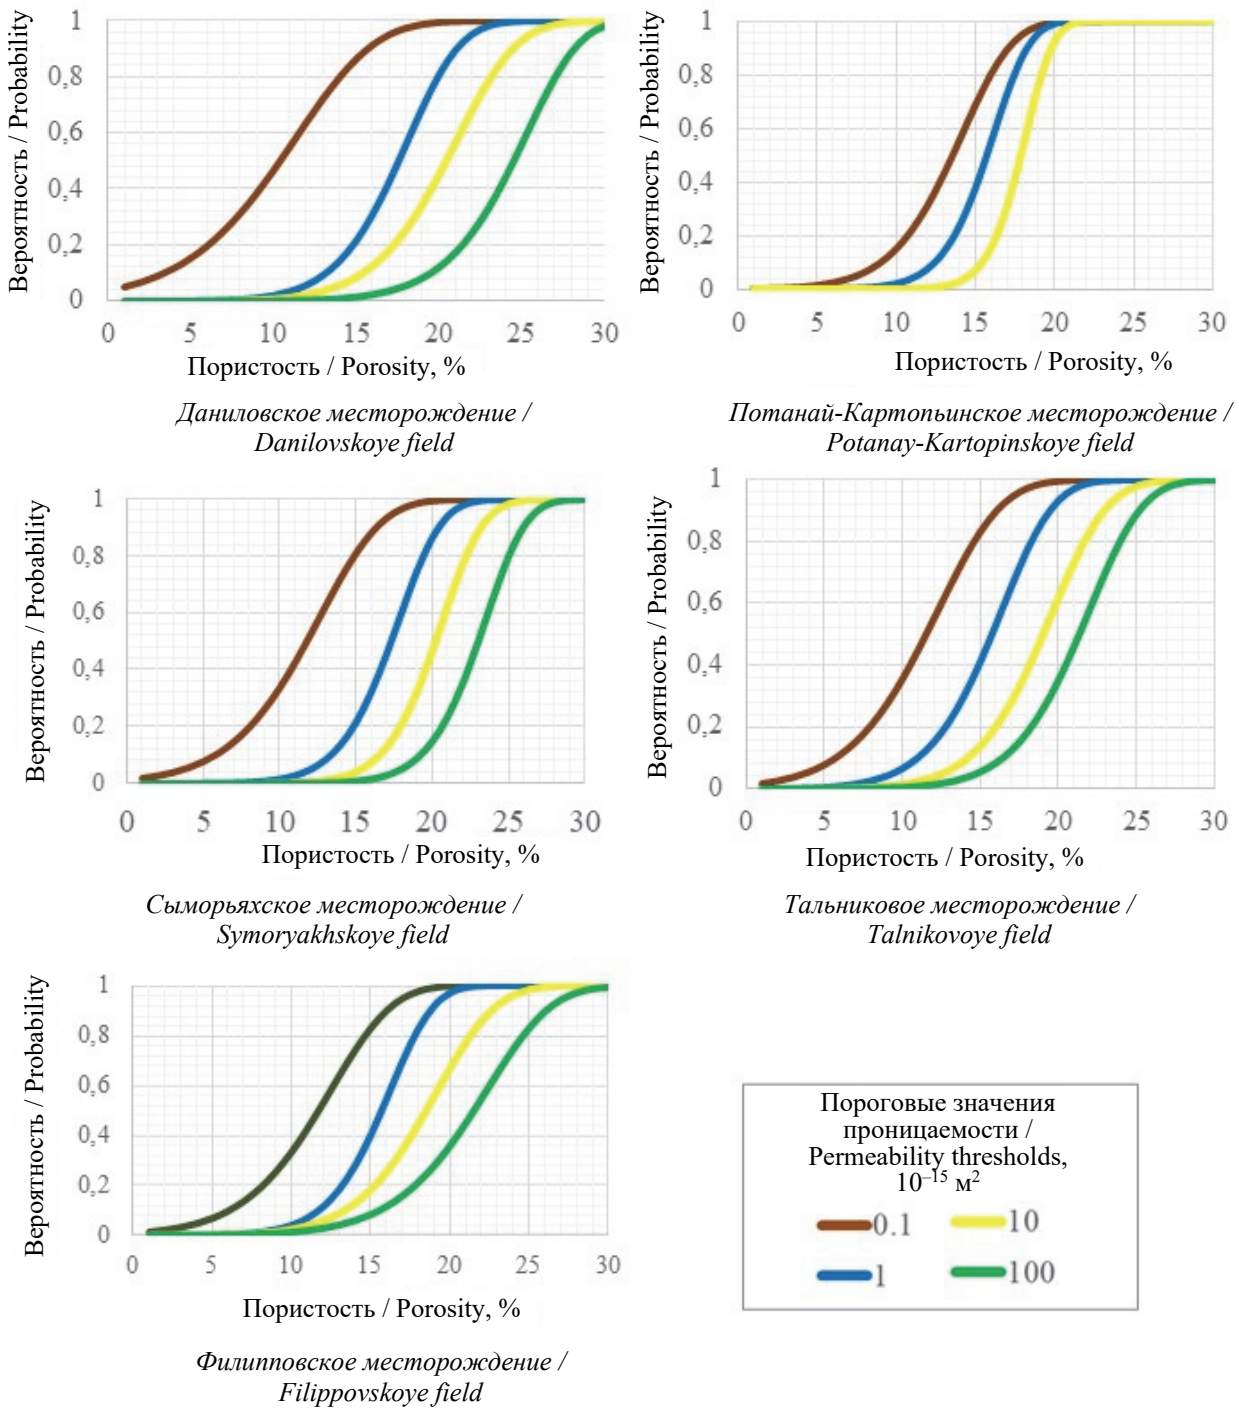 Вероятность / Probability
1
0,8
0,6
0,4
0,2
0
0 5 10 15 20 25 30
Пористость / Porosity, %
Даниловское месторождение /
Danilovskoye field
Вероятность / Probability
1
0,8
0,6
0,4
0,2
0
0 5 10 15 20 25 30
Пористость / Porosity, %
Потанай-Картопьинское месторождение /
Potanay-Kartopinskoye field
Вероятность / Probability
1
0,8
0,6
0,4
0,2
0
0 5 10 15 20 25 30
Пористость / Porosity, %
Сыморьяхское месторождение /
Symoryakhskoye field
Вероятность / Probability
1
0,8
0,6
0,4
0,2
0
0 5 10 15 20 25 30
Пористость / Porosity, %
Тальниковое месторождение /
Talnikovoye field
Вероятность / Probability
1
0,8
0,6
0,4
0,2
0
0 5 10 15 20 25 30
Пористость / Porosity, %
Филипповское месторождение /
Filippovskoye field
Пороговые значения
проницаемости /
Permeability thresholds,
10⁻¹⁵ м²
0.1 10
1 100